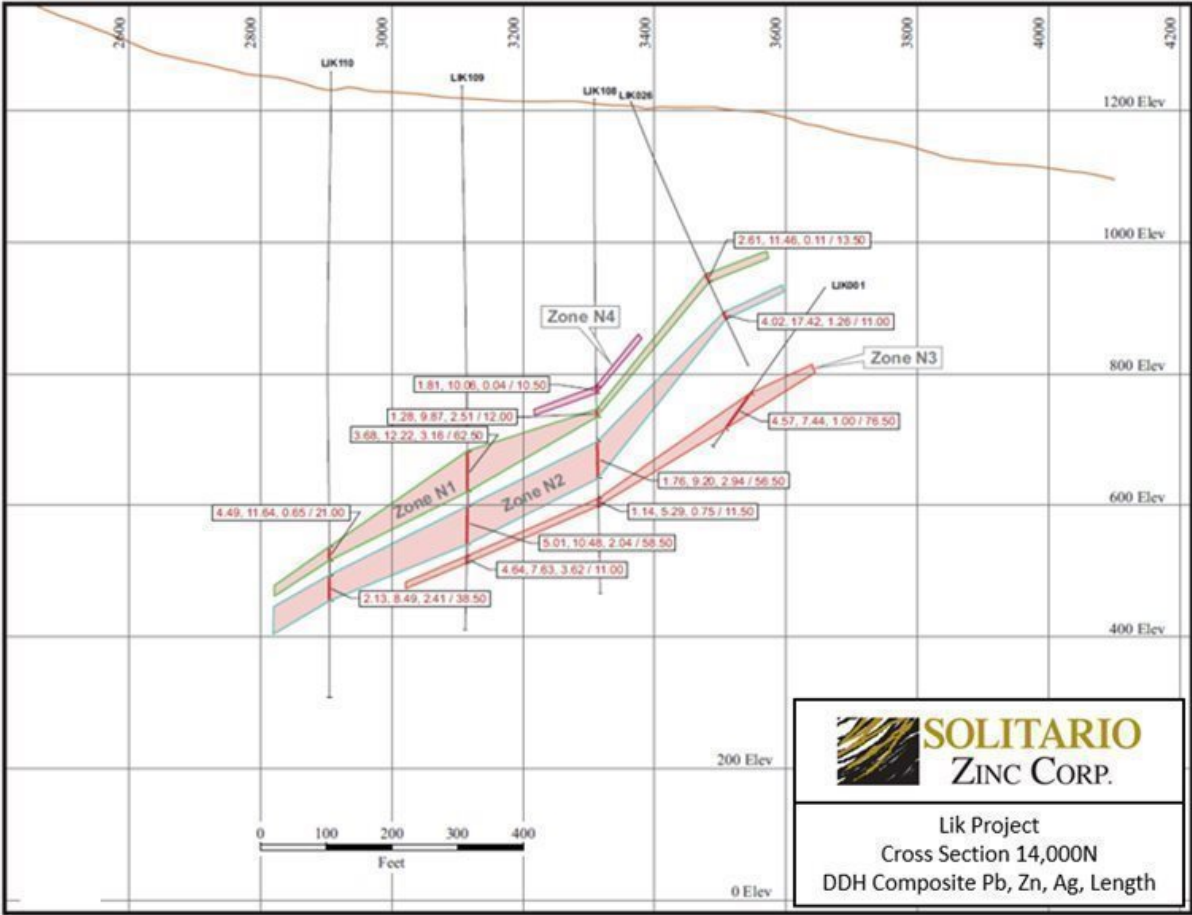 2600
2800
3000
3200
3400
3600
3800
4000
4200
LIK110
LIK109
LIK108
LIK026
1200 Elev
1000 Elev
2.61, 11.46, 0.11 / 13.50
LIK001
Zone N4
4.02, 17.42, 1.26 / 11.00
Zone N3
800 Elev
1.81, 10.06, 0.04 / 10.50
1.28, 9.87, 2.51 / 12.00
4.57, 7.44, 1.00 / 76.50
3.68, 12.22, 3.16 / 62.50
1.76, 9.20, 2.94 / 56.50
Zone N1
Zone N2
600 Elev
4.49, 11.64, 0.65 / 21.00
1.14, 5.29, 0.75 / 11.50
5.01, 10.48, 2.04 / 58.50
4.64, 7.63, 3.62 / 11.00
2.13, 8.49, 2.41 / 38.50
400 Elev
200 Elev
0 100 200 300 400
Feet
0 Elev
SOLITARIO
ZINC CORP.
Lik Project
Cross Section 14,000N
DDH Composite Pb, Zn, Ag, Length